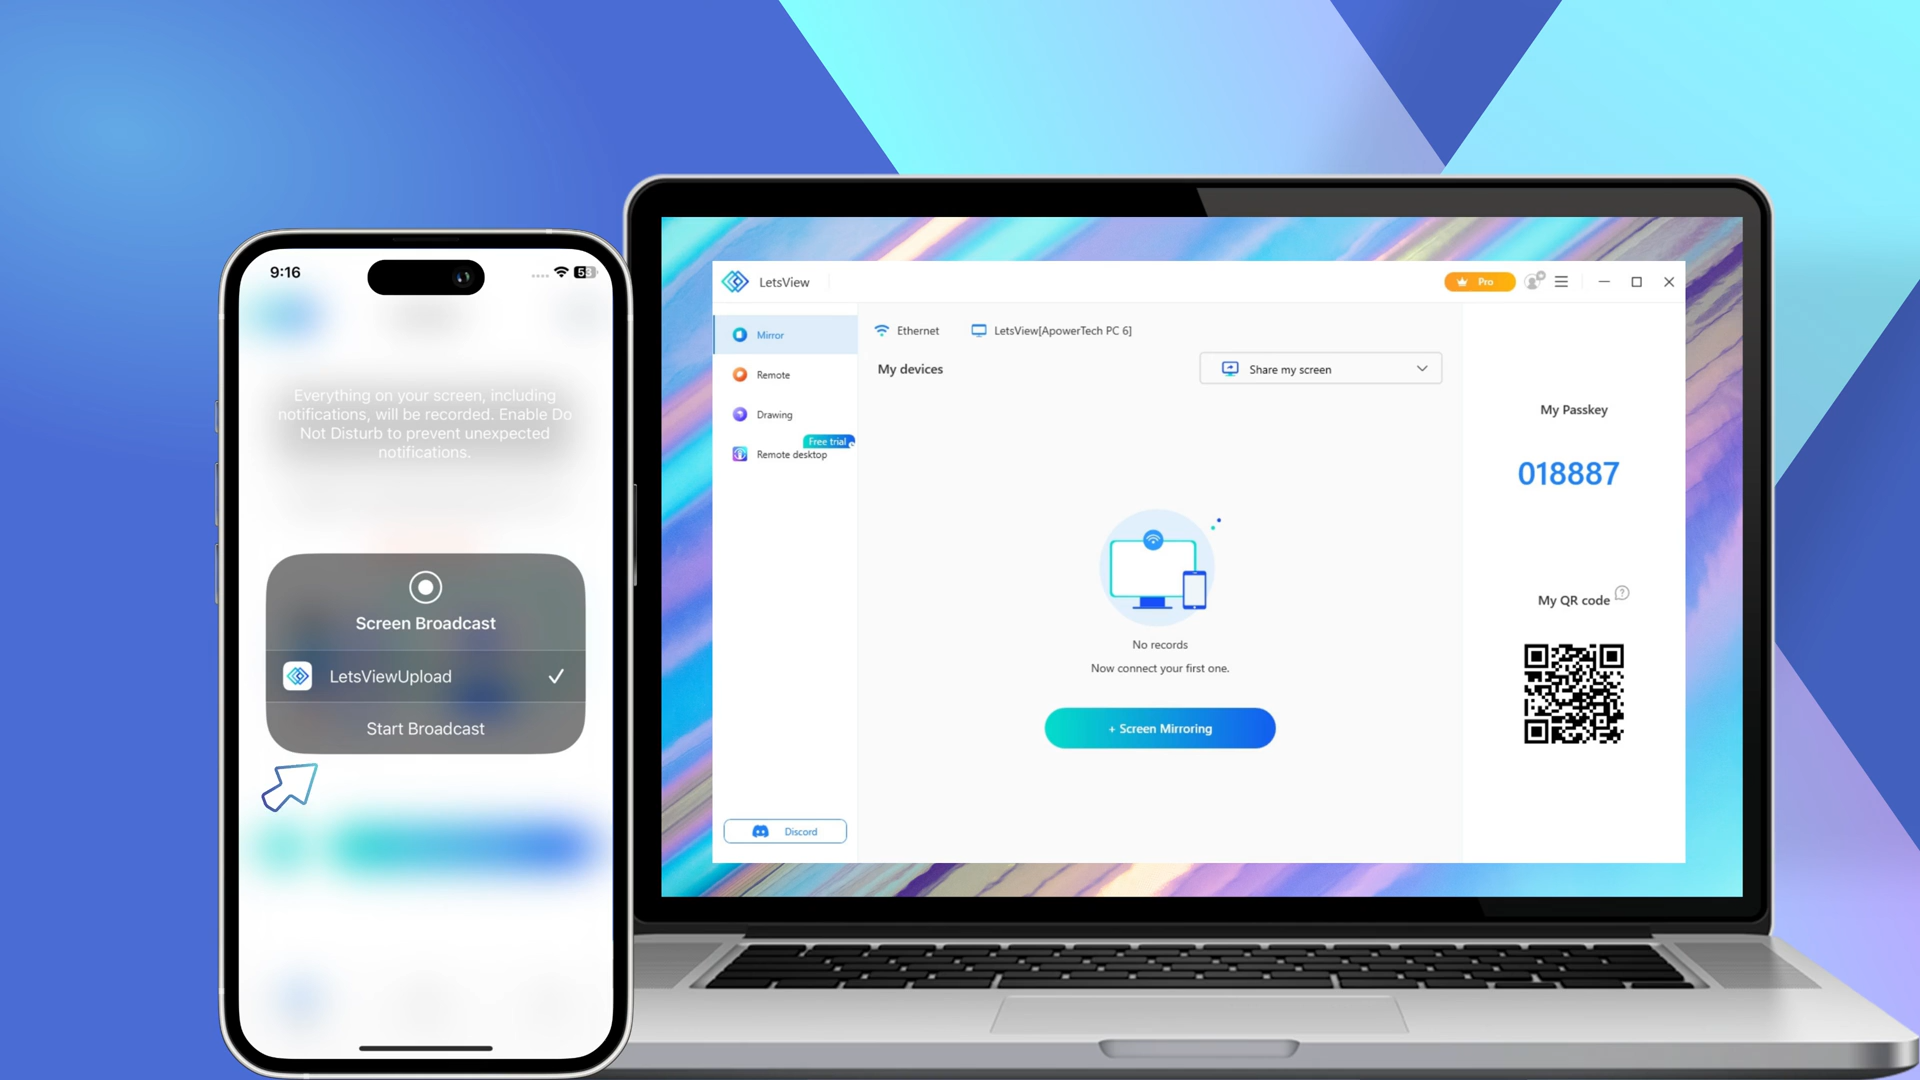 9:16
58
Everything on your screen, including
notifications, will be recorded. Enable Do
Not Disturb to prevent unexpected
notifications.
Screen Broadcast
LetsViewUpload
Start Broadcast
LetsView
Pro
Mirror
Remote
Drawing
Free trial
Remote desktop
Discord
Ethernet
LetsView[ApowerTech PC 6]
My devices
Share my screen
No records
Now connect your first one.
+ Screen Mirroring
My Passkey
018887
My QR code
?